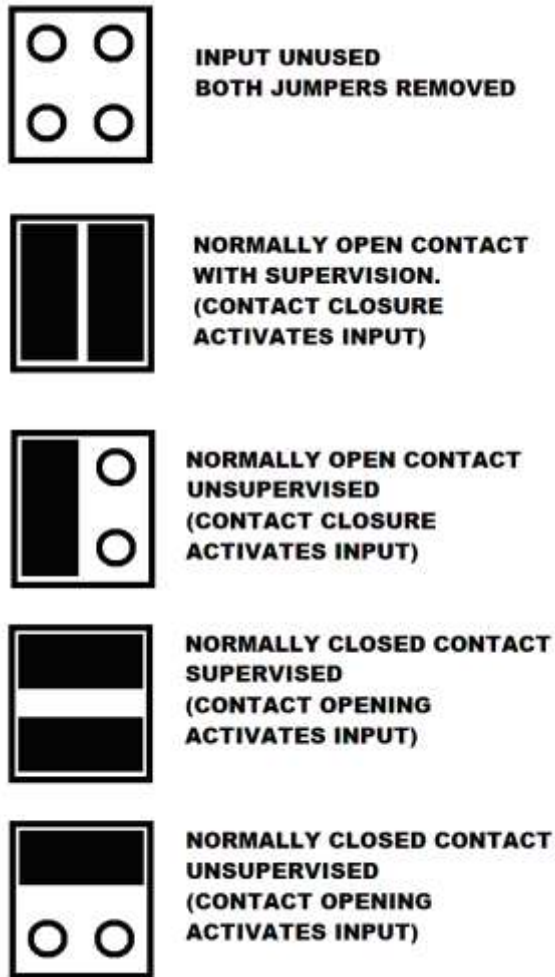 INPUT UNUSED
BOTH JUMPERS REMOVED
NORMALLY OPEN CONTACT
WITH SUPERVISION.
(CONTACT CLOSURE
ACTIVATES INPUT)
NORMALLY OPEN CONTACT
UNSUPERVISED
(CONTACT CLOSURE
ACTIVATES INPUT)
NORMALLY CLOSED CONTACT
SUPERVISED
(CONTACT OPENING
ACTIVATES INPUT)
NORMALLY CLOSED CONTACT
UNSUPERVISED
(CONTACT OPENING
ACTIVATES INPUT)